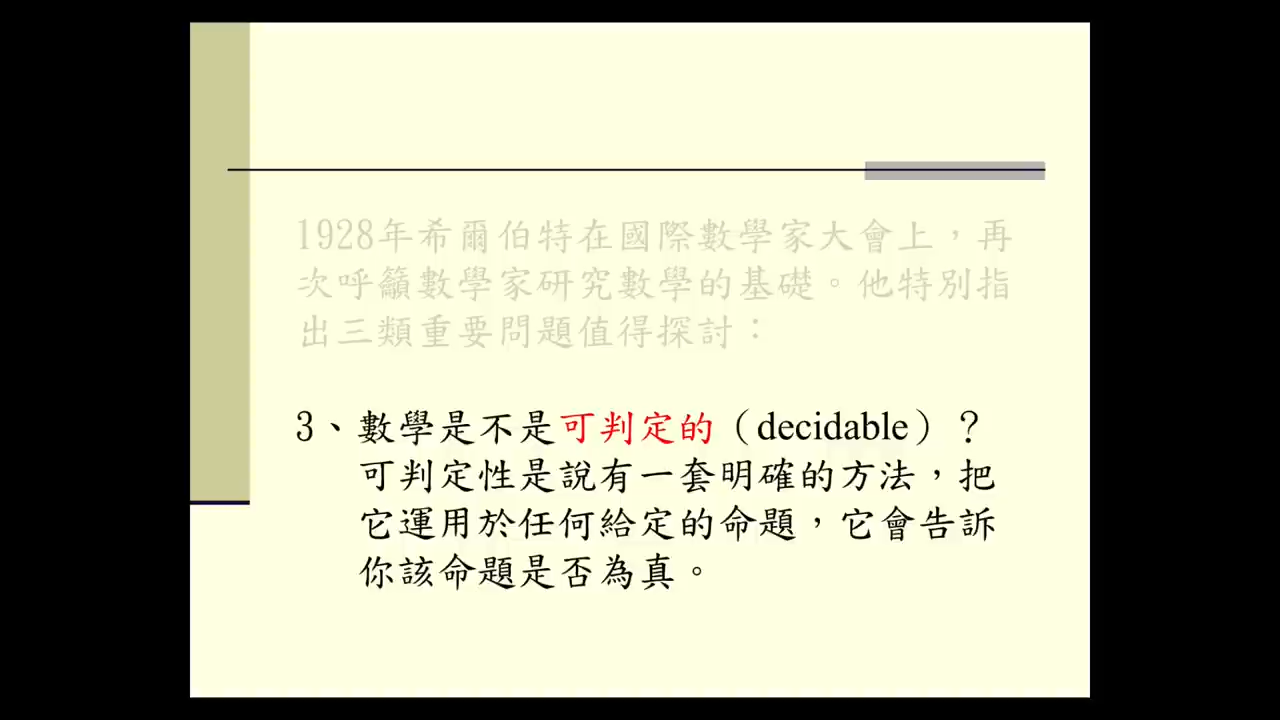 1928年希爾伯特在國際數學家大會上，再
次呼籲數學家研究數學的基礎。他特別指
出三類重要問題值得探討：
3、數學是不是可判定的（decidable）？
可判定性是說有一套明確的方法，把
它運用於任何給定的命題，它會告訴
你該命題是否為真。